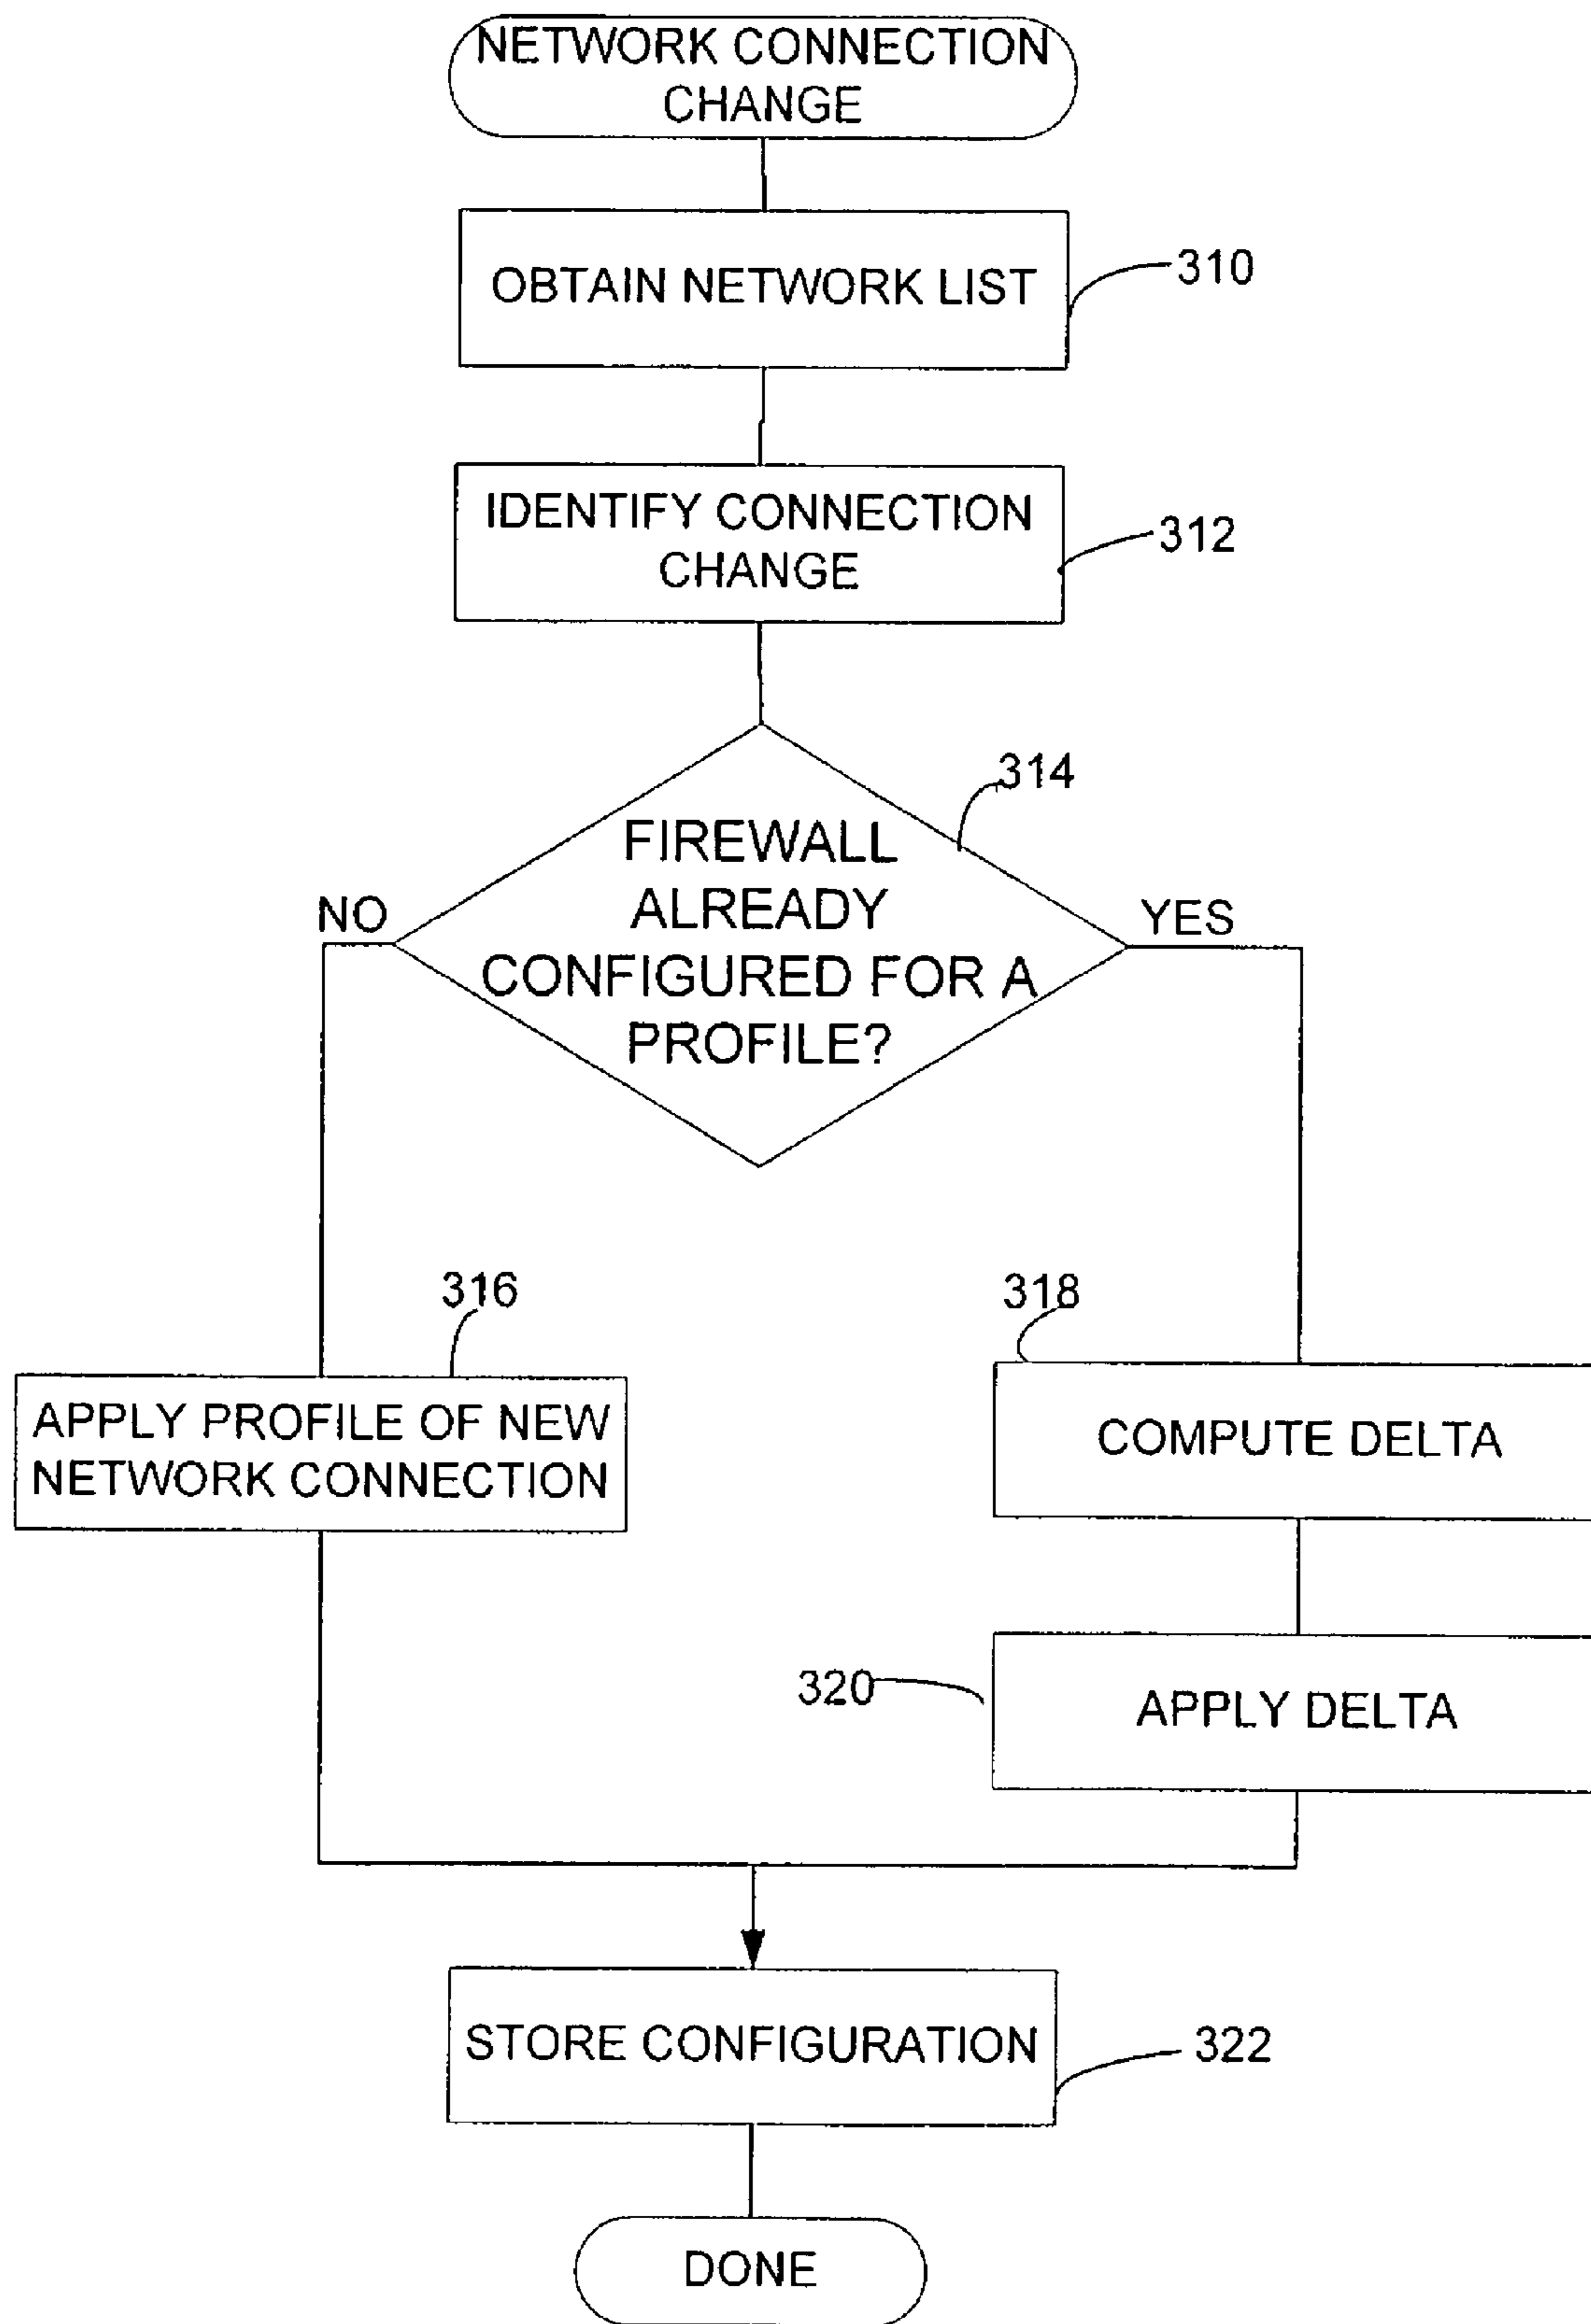 NETWORK CONNECTION
CHANGE
OBTAIN NETWORK LIST
310
IDENTIFY CONNECTION
CHANGE
312
314
FIREWALL
ALREADY
CONFIGURED FOR A
PROFILE?
NO
YES
316
APPLY PROFILE OF NEW
NETWORK CONNECTION
318
COMPUTE DELTA
320
APPLY DELTA
STORE CONFIGURATION
322
DONE